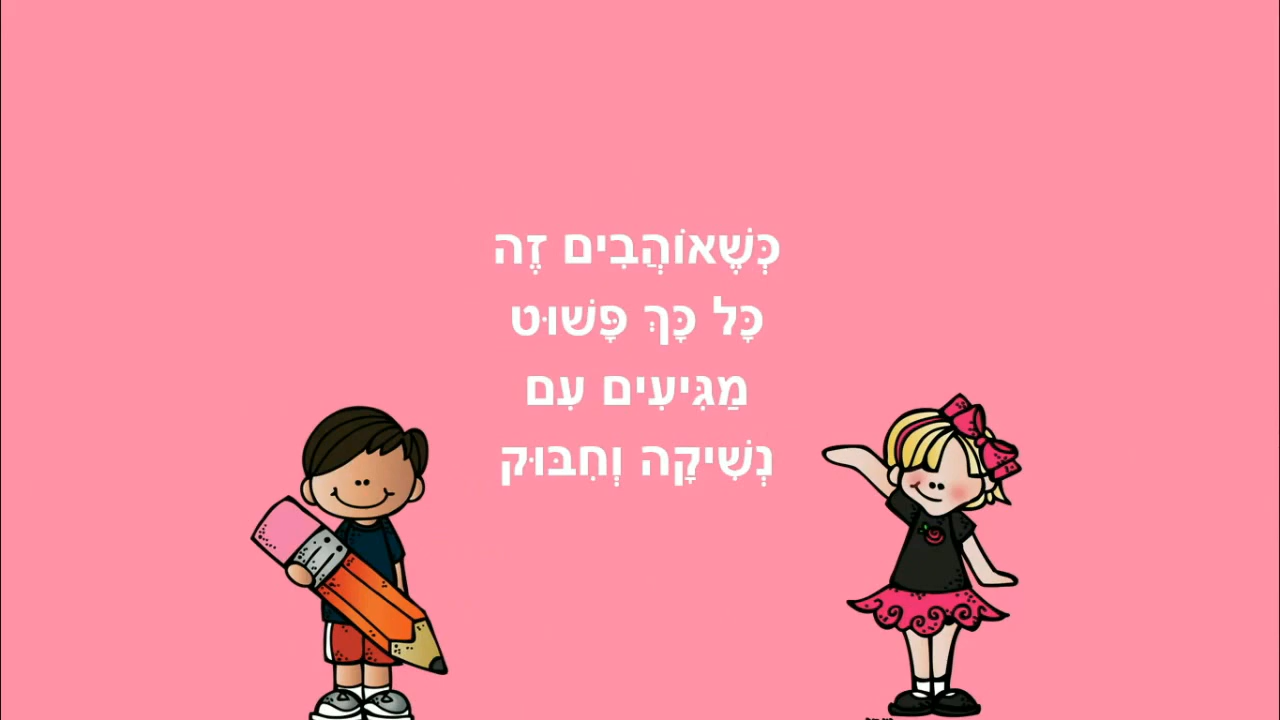 כְּשֶׁאוֹהֲבִים זֶה
כָּל כָּךְ פָּשׁוּט
מַגִּיעִים עִם
נְשִׁיקָה וְחִבּוּק